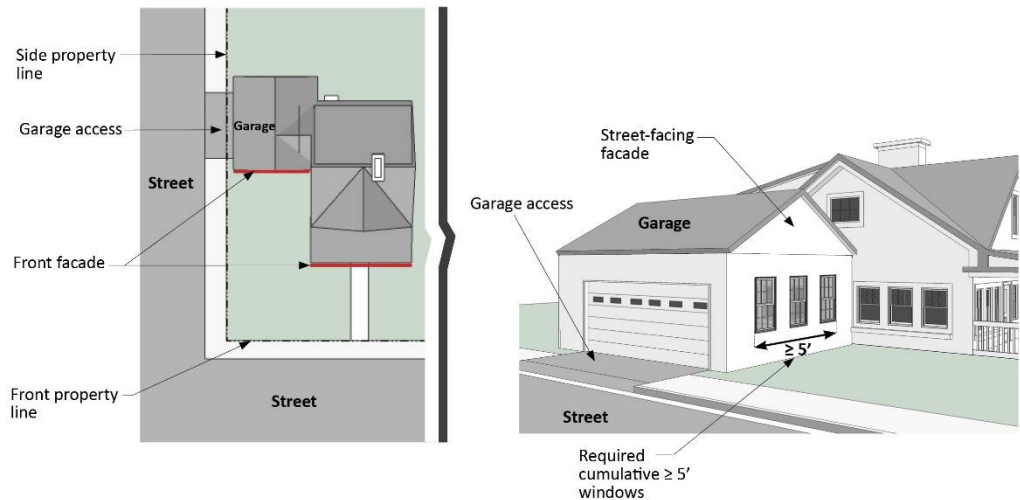 Side property
line
Garage access
Garage
Street
Front facade
Front property
line
Street
Street-facing
facade
Garage access
Garage
≥ 5′
Street
Required
cumulative ≥ 5′
windows